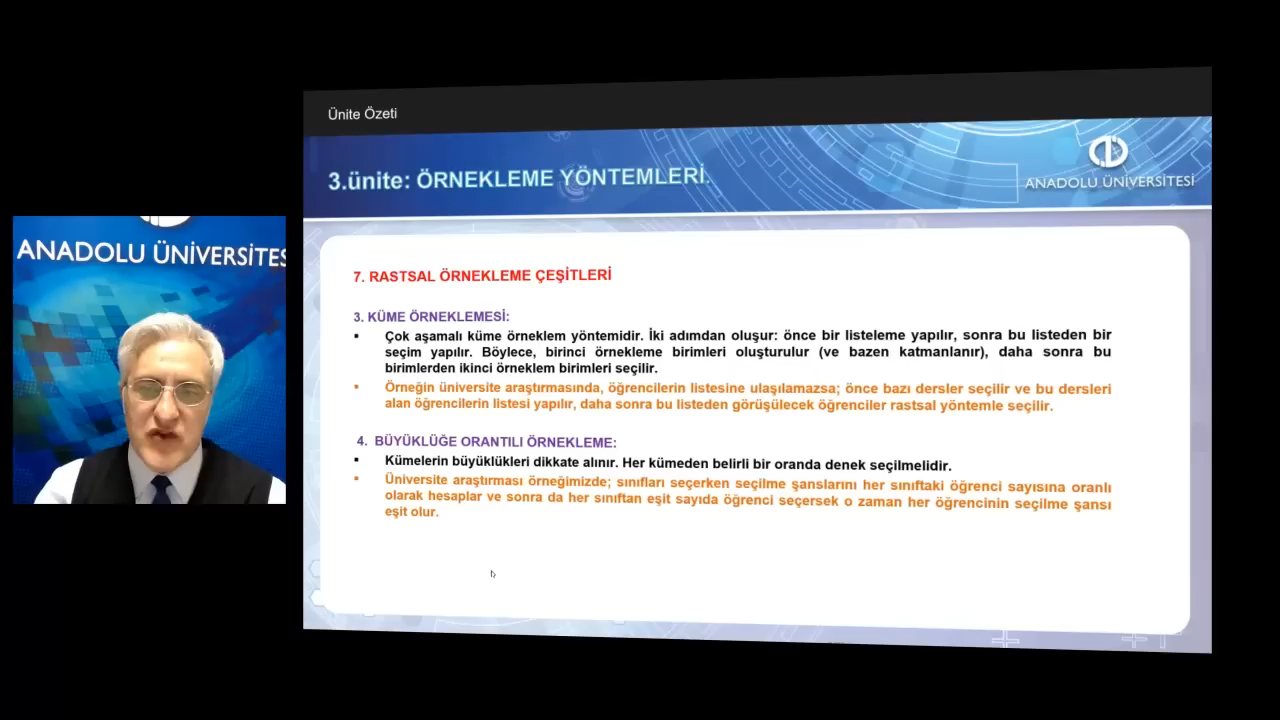 Ünite Özeti
3.ünite: ÖRNEKLEME YÖNTEMLERİ.
ANADOLU ÜNİVERSİTESİ
ANADOLU ÜNİVERSİTES
7. RASTSAL ÖRNEKLEME ÇEŞİTLERİ
3. KÜME ÖRNEKLEMESİ:
▪ Çok aşamalı küme örneklem yöntemidir. İki adımdan oluşur: önce bir listeleme yapılır, sonra bu listeden bir
seçim yapılır. Böylece, birinci örnekleme birimleri oluşturulur (ve bazen katmanlanır), daha sonra bu
birimlerden ikinci örneklem birimleri seçilir.
▪ Örneğin üniversite araştırmasında, öğrencilerin listesine ulaşılamazsa; önce bazı dersler seçilir ve bu dersleri
alan öğrencilerin listesi yapılır, daha sonra bu listeden görüşülecek öğrenciler rastsal yöntemle seçilir.
4. BÜYÜKLÜĞE ORANTILI ÖRNEKLEME:
▪ Kümelerin büyüklükleri dikkate alınır. Her kümeden belirli bir oranda denek seçilmelidir.
▪ Üniversite araştırması örneğimizde; sınıfları seçerken seçilme şanslarını her sınıftaki öğrenci sayısına oranlı
olarak hesaplar ve sonra da her sınıftan eşit sayıda öğrenci seçersek o zaman her öğrencinin seçilme şansı
eşit olur.